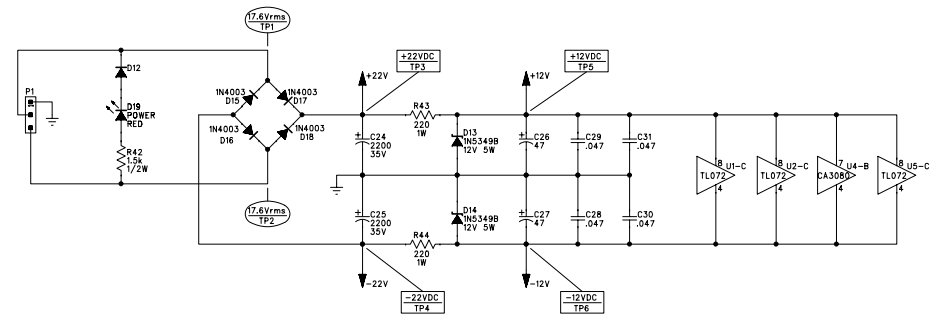 17.6Vrms
TP1
+22VDC
TP3
+12VDC
TP5
D12
+22V
+12V
P1
1N4003
D15
1N4003
D17
R43
D19
POWER
RED
220
1W
1N4003
D16
1N4003
D18
+
C24
2200
35V
D13
1N5349B
12V 5W
+
C26
47
C29
.047
C31
.047
R42
1.5k
1/2W
8
U1-C
TL072
4
8
U2-C
TL072
4
7
U4-B
CA3080
4
8
U5-C
TL072
4
17.6Vrms
TP2
+
C25
2200
35V
D14
1N5349B
12V 5W
+
C27
47
C28
.047
C30
.047
R44
220
1W
-22V
-12V
-22VDC
TP4
-12VDC
TP6